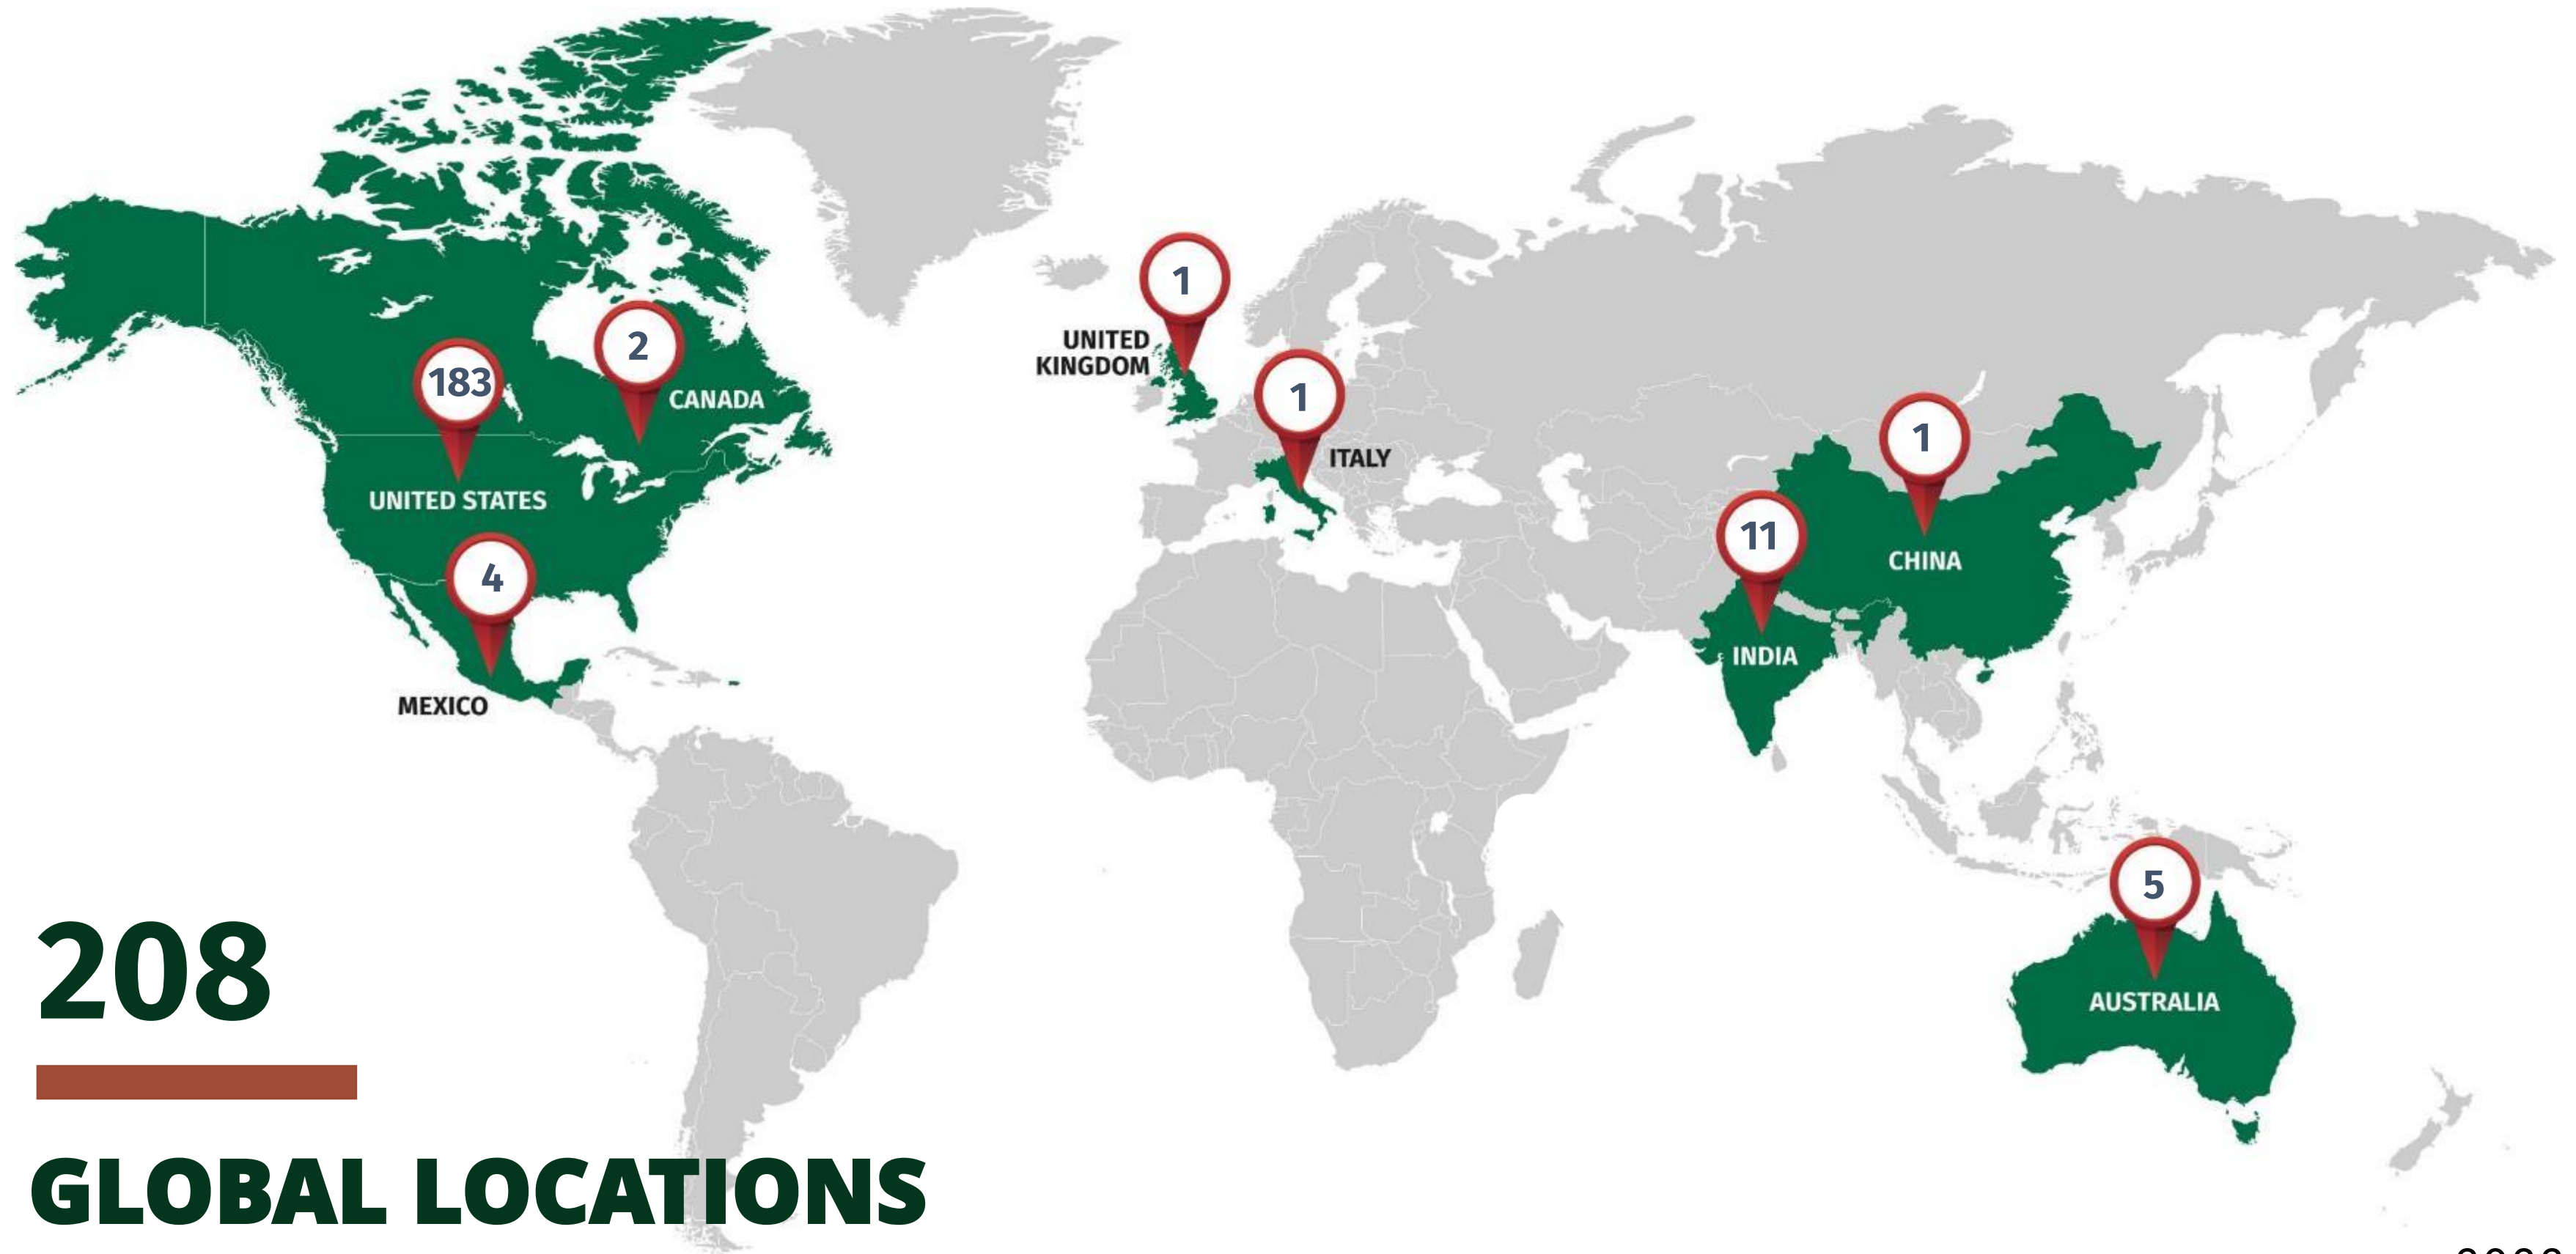 1
UNITED
KINGDOM
2
CANADA
183
UNITED STATES
1
ITALY
1
CHINA
11
INDIA
4
MEXICO
5
AUSTRALIA
208
GLOBAL LOCATIONS